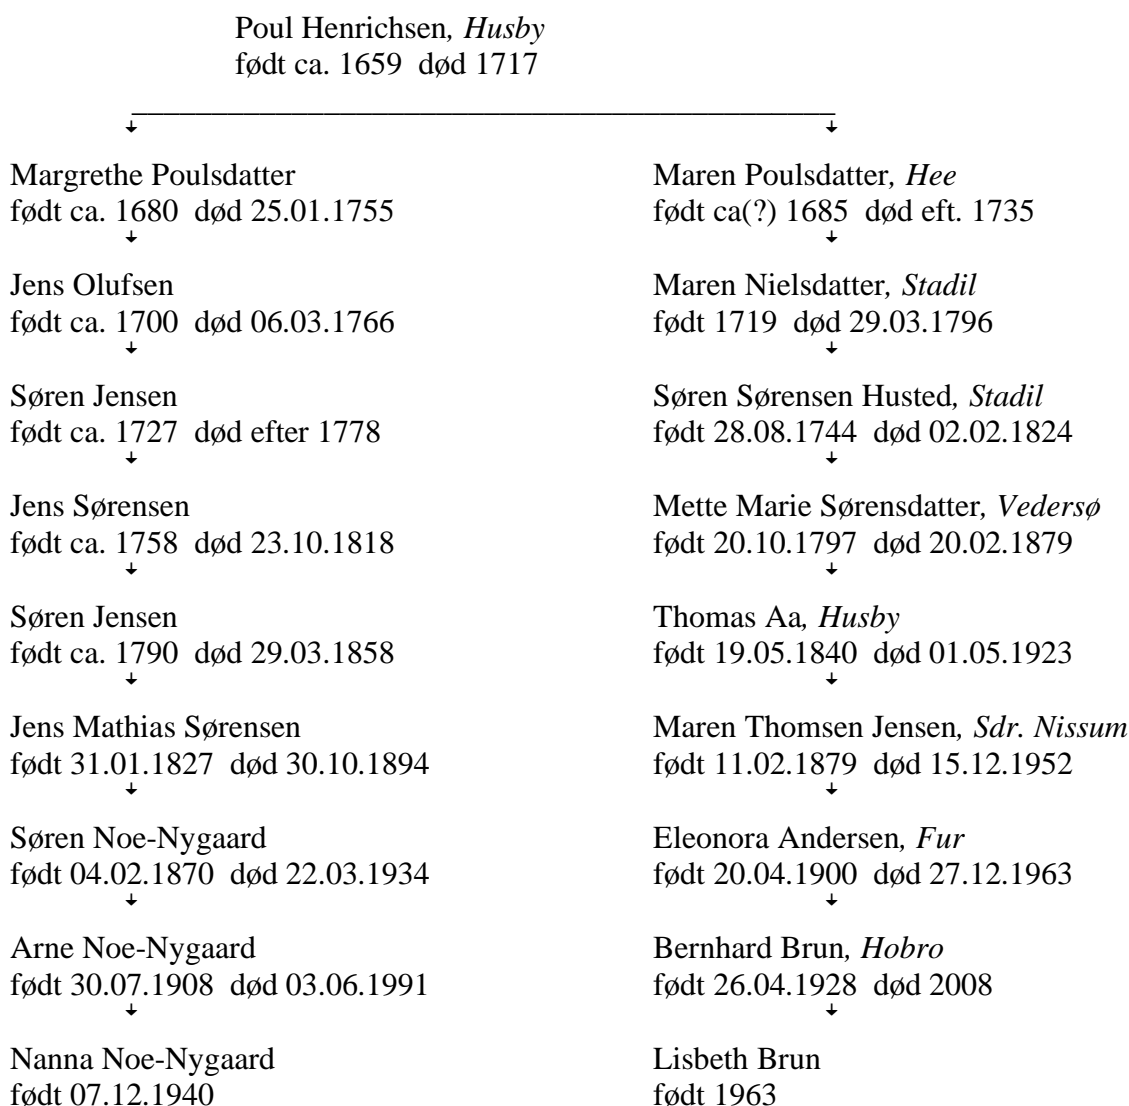 Poul Henrichsen, Husby
født ca. 1659 død 1717
Margrethe Poulsdatter
født ca. 1680 død 25.01.1755
Jens Olufsen
født ca. 1700 død 06.03.1766
Søren Jensen
født ca. 1727 død efter 1778
Jens Sørensen
født ca. 1758 død 23.10.1818
Søren Jensen
født ca. 1790 død 29.03.1858
Jens Mathias Sørensen
født 31.01.1827 død 30.10.1894
Søren Noe-Nygaard
født 04.02.1870 død 22.03.1934
Arne Noe-Nygaard
født 30.07.1908 død 03.06.1991
Nanna Noe-Nygaard
født 07.12.1940
Maren Poulsdatter, Hee
født ca(?) 1685 død eft. 1735
Maren Nielsdatter, Stadil
født 1719 død 29.03.1796
Søren Sørensen Husted, Stadil
født 28.08.1744 død 02.02.1824
Mette Marie Sørensdatter, Vedersø
født 20.10.1797 død 20.02.1879
Thomas Aa, Husby
født 19.05.1840 død 01.05.1923
Maren Thomsen Jensen, Sdr. Nissum
født 11.02.1879 død 15.12.1952
Eleonora Andersen, Fur
født 20.04.1900 død 27.12.1963
Bernhard Brun, Hobro
født 26.04.1928 død 2008
Lisbeth Brun
født 1963